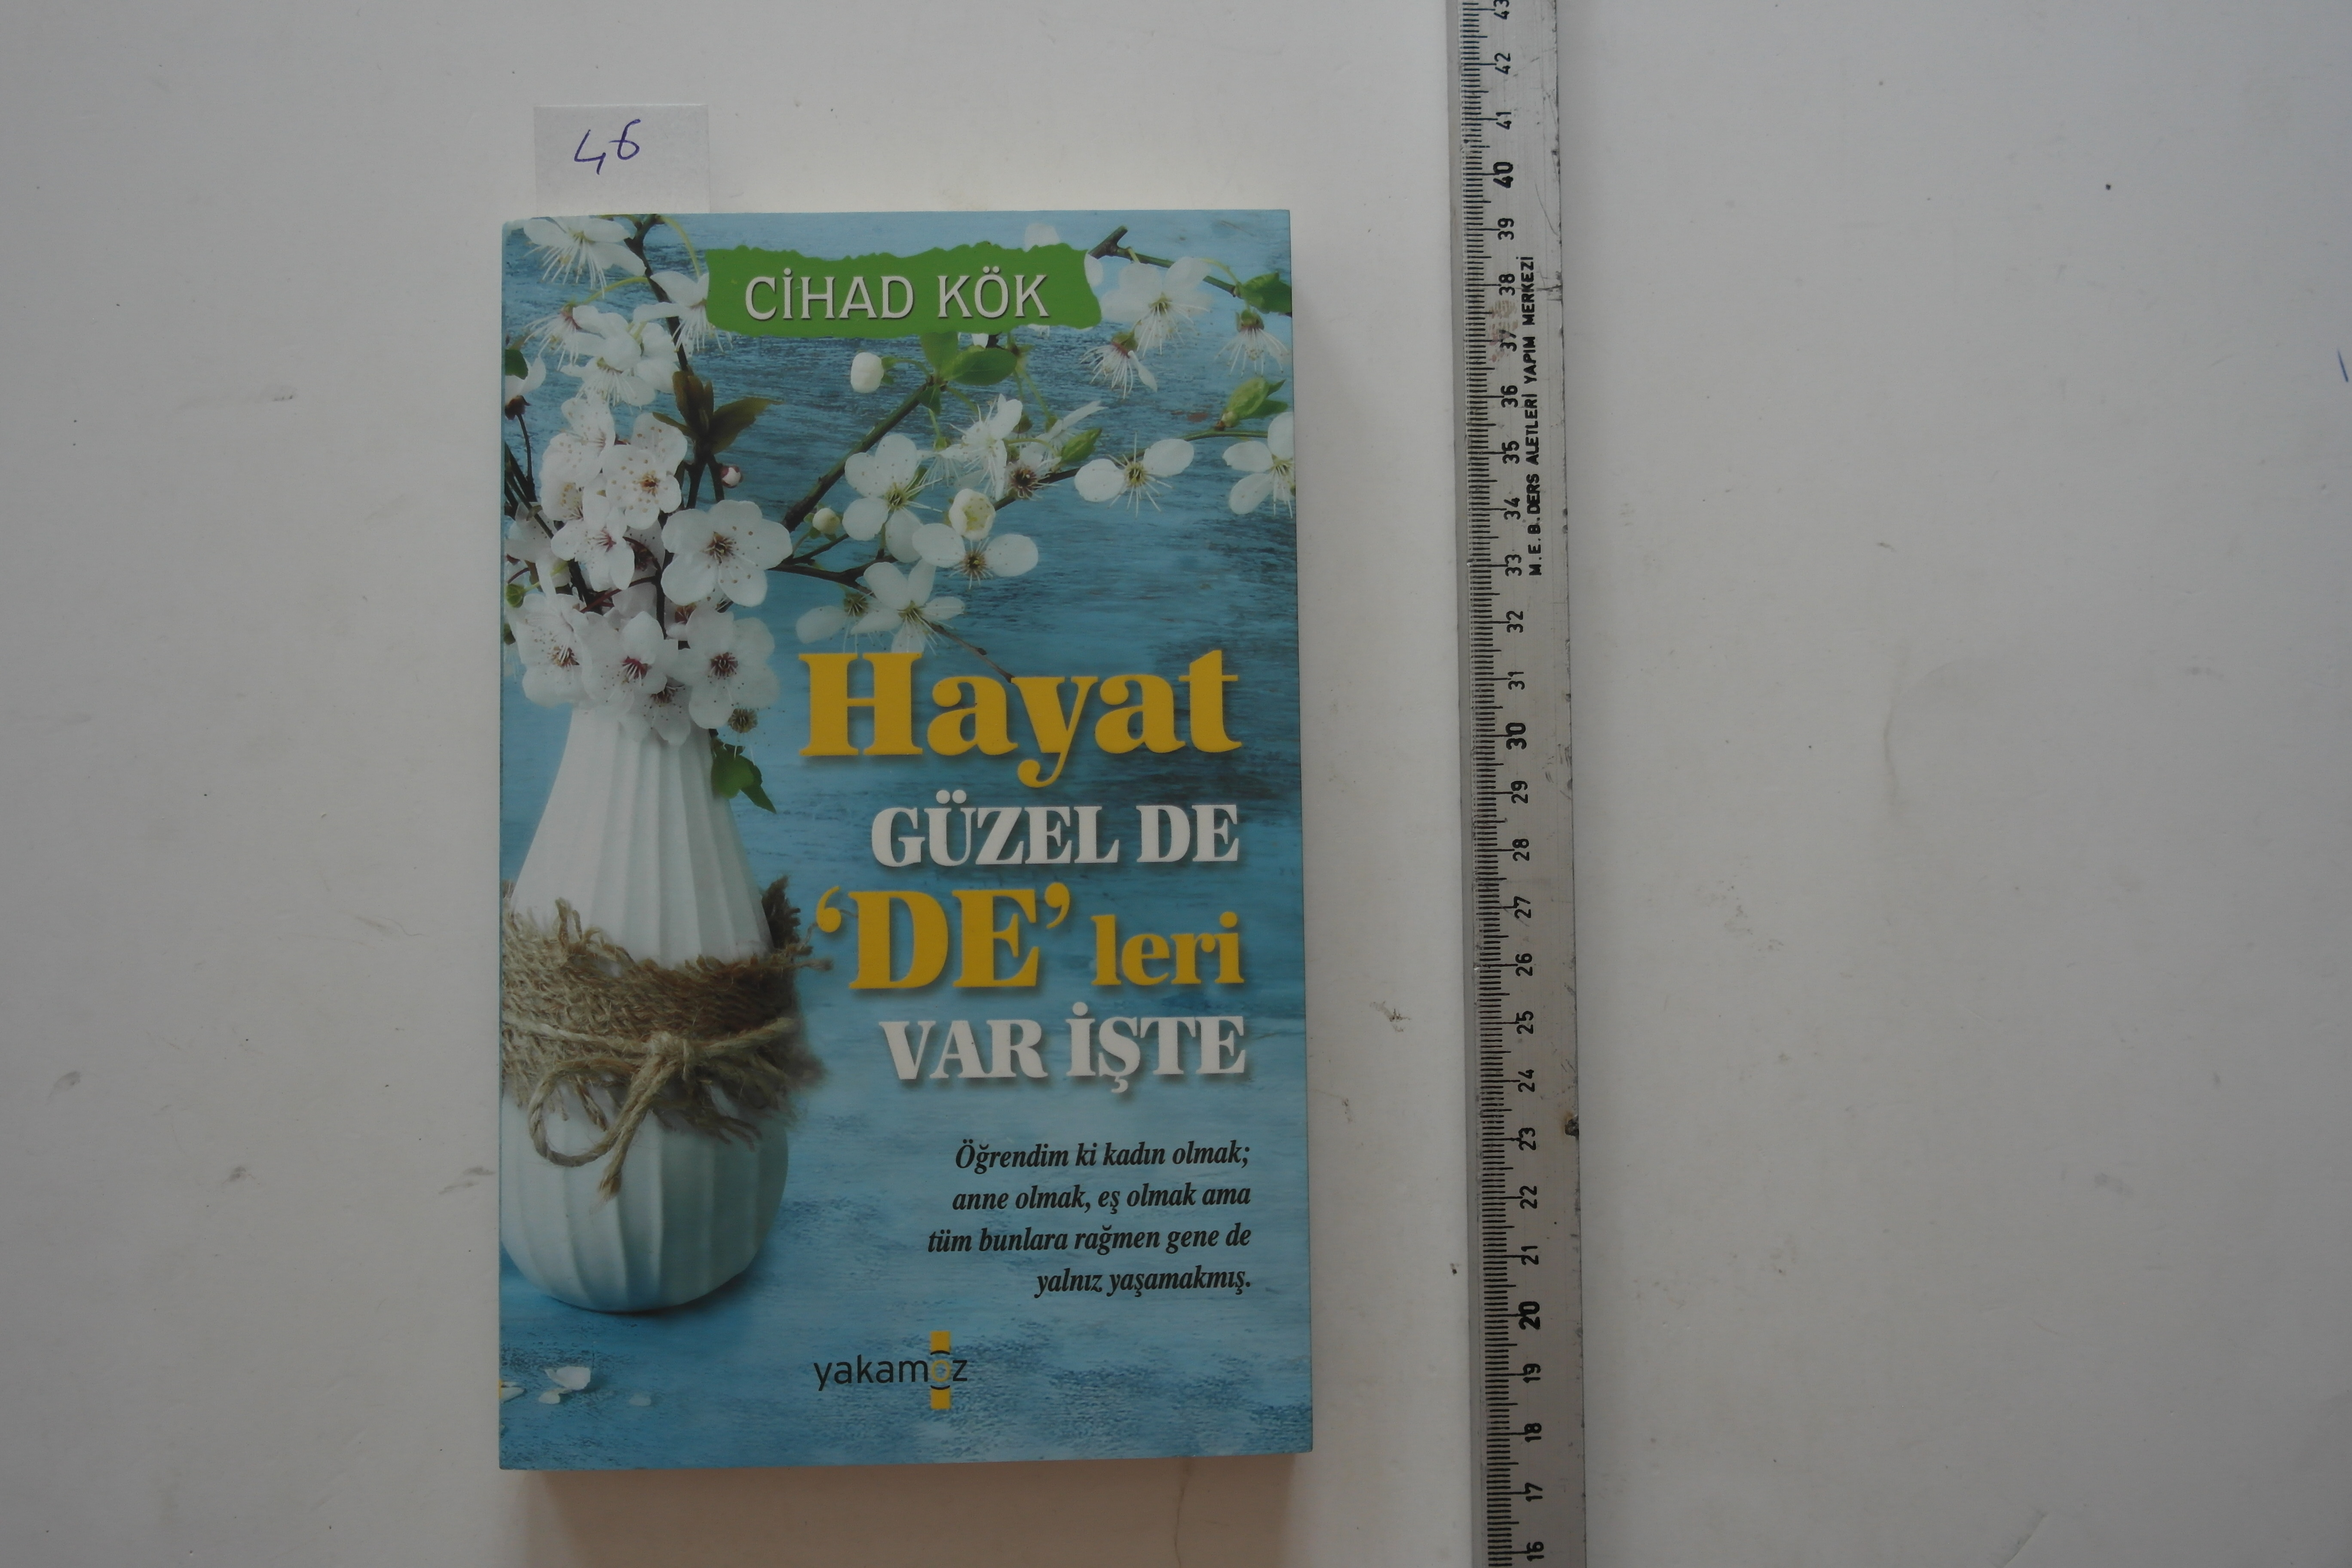 46
CİHAD KÖK
Hayat
GÜZEL DE
‘DE’ leri
VAR İŞTE
Öğrendim ki kadın olmak;
anne olmak, eş olmak ama
tüm bunlara rağmen gene de
yalnız yaşamakmış.
yakamoz
43
42
41
40
39
38
37
36
35
34
33
32
31
30
29
28
27
26
25
24
23
22
21
20
19
18
17
16
M.E.B. DERS ALETLERİ YAPIM MERKEZİ